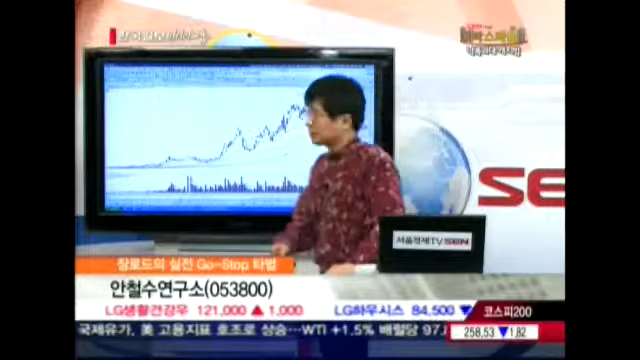 SEN
서울경제TV SEN
장로드의 실전 Go-Stop 타법
안철수연구소(053800)
LG생활건강우 121,000 ▲ 1,000 LG하우시스 84,500 ▼
코스피200
국제유가, 美 고용지표 호조로 상승…WTI +1.5% 배럴당 97.8
258.53 ▼ 1.82